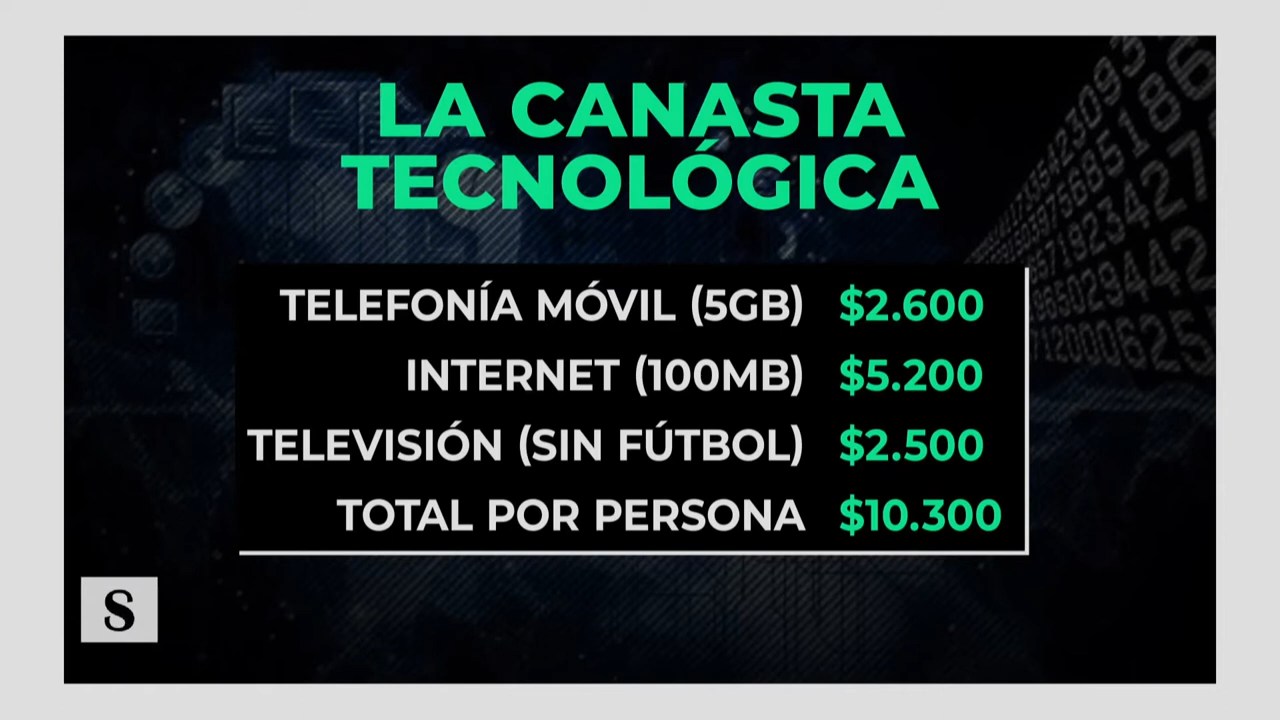 LA CANASTA
TECNOLÓGICA
TELEFONÍA MÓVIL (5GB) $2.600
INTERNET (100MB) $5.200
TELEVISIÓN (SIN FÚTBOL) $2.500
TOTAL POR PERSONA $10.300
S